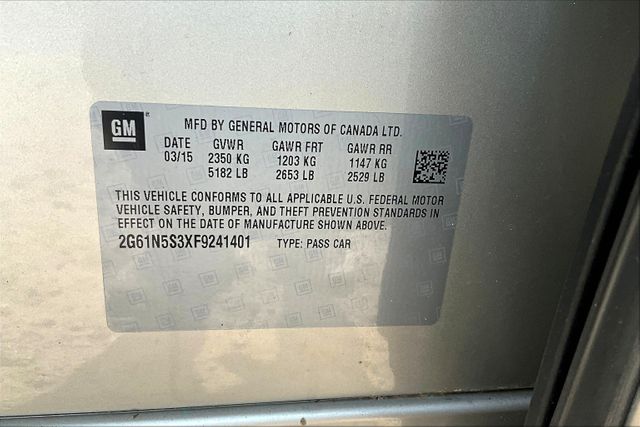 GM
MFD BY GENERAL MOTORS OF CANADA LTD.
DATE GVWR GAWR FRT GAWR RR
03/15 2350 KG 1203 KG 1147 KG
5182 LB 2653 LB 2529 LB
THIS VEHICLE CONFORMS TO ALL APPLICABLE U.S. FEDERAL MOTOR
VEHICLE SAFETY, BUMPER, AND THEFT PREVENTION STANDARDS IN
EFFECT ON THE DATE OF MANUFACTURE SHOWN ABOVE.
2G61N5S3XF9241401 TYPE: PASS CAR